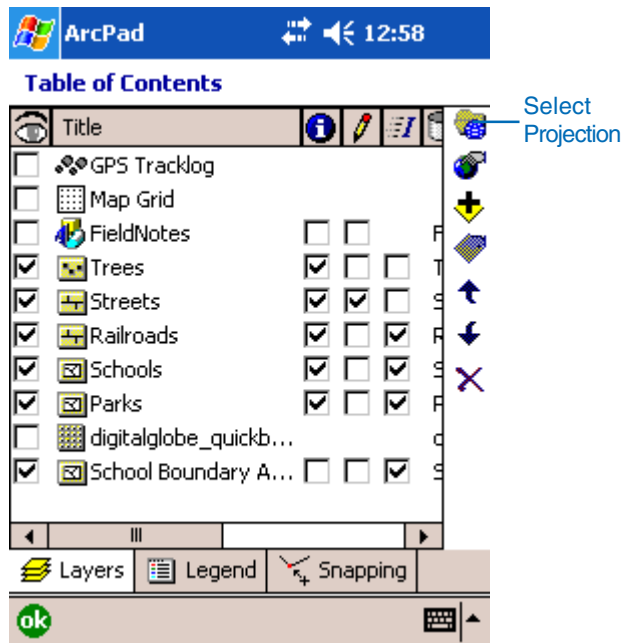 ArcPad 12:58
Table of Contents
Select
Projection
Title
GPS Tracklog
Map Grid
FieldNotes F
Trees T
Streets S
Railroads R
Schools S
Parks P
digitalglobe_quickb... d
School Boundary A... S
Layers Legend Snapping
ok